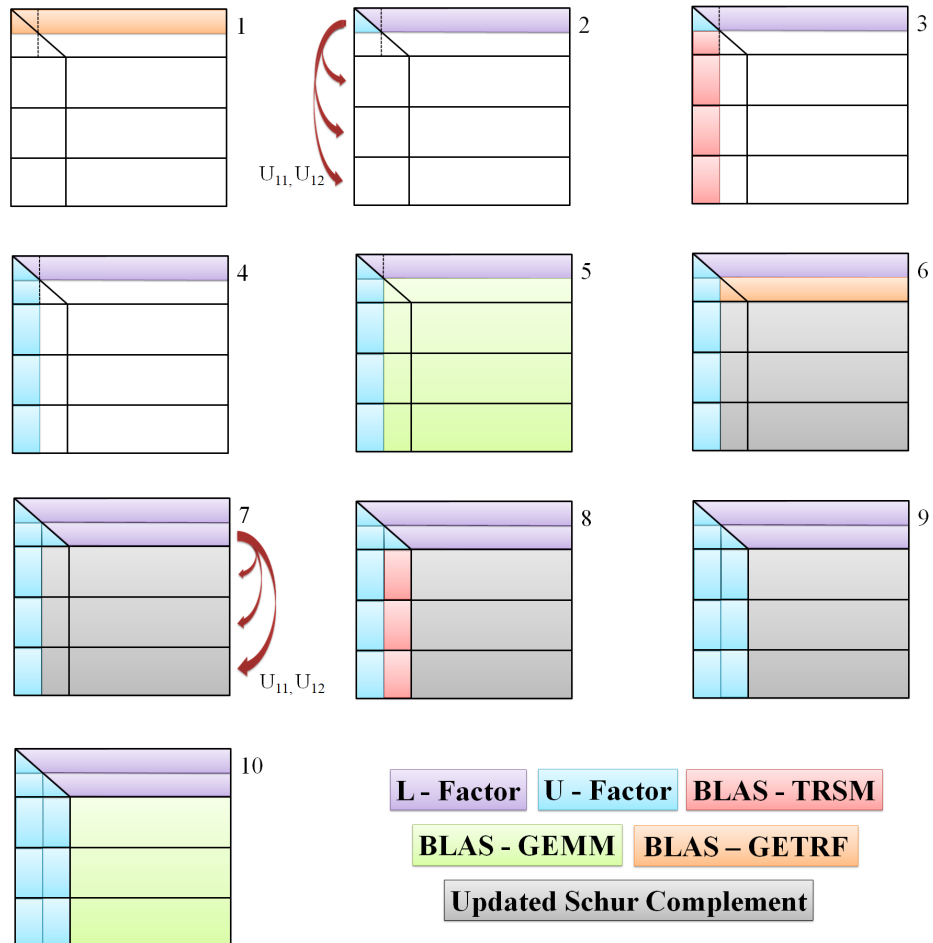 1
2
3
U11, U12
4
5
6
7
8
9
U11, U12
10
L - Factor
U - Factor
BLAS - TRSM
BLAS - GEMM
BLAS – GETRF
Updated Schur Complement